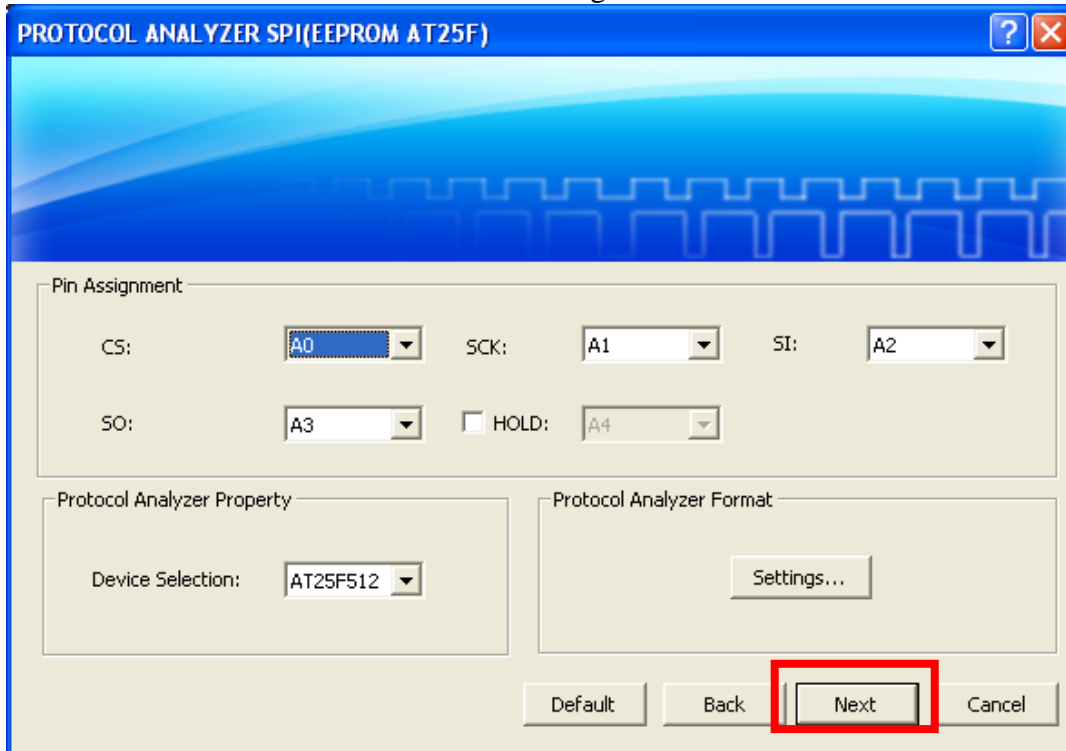 PROTOCOL ANALYZER SPI(EEPROM AT25F)
Pin Assignment
CS: A0 SCK: A1 SI: A2
SO: A3 HOLD: A4
Protocol Analyzer Property Protocol Analyzer Format
Device Selection: AT25F512 Settings...
Default Back Next Cancel